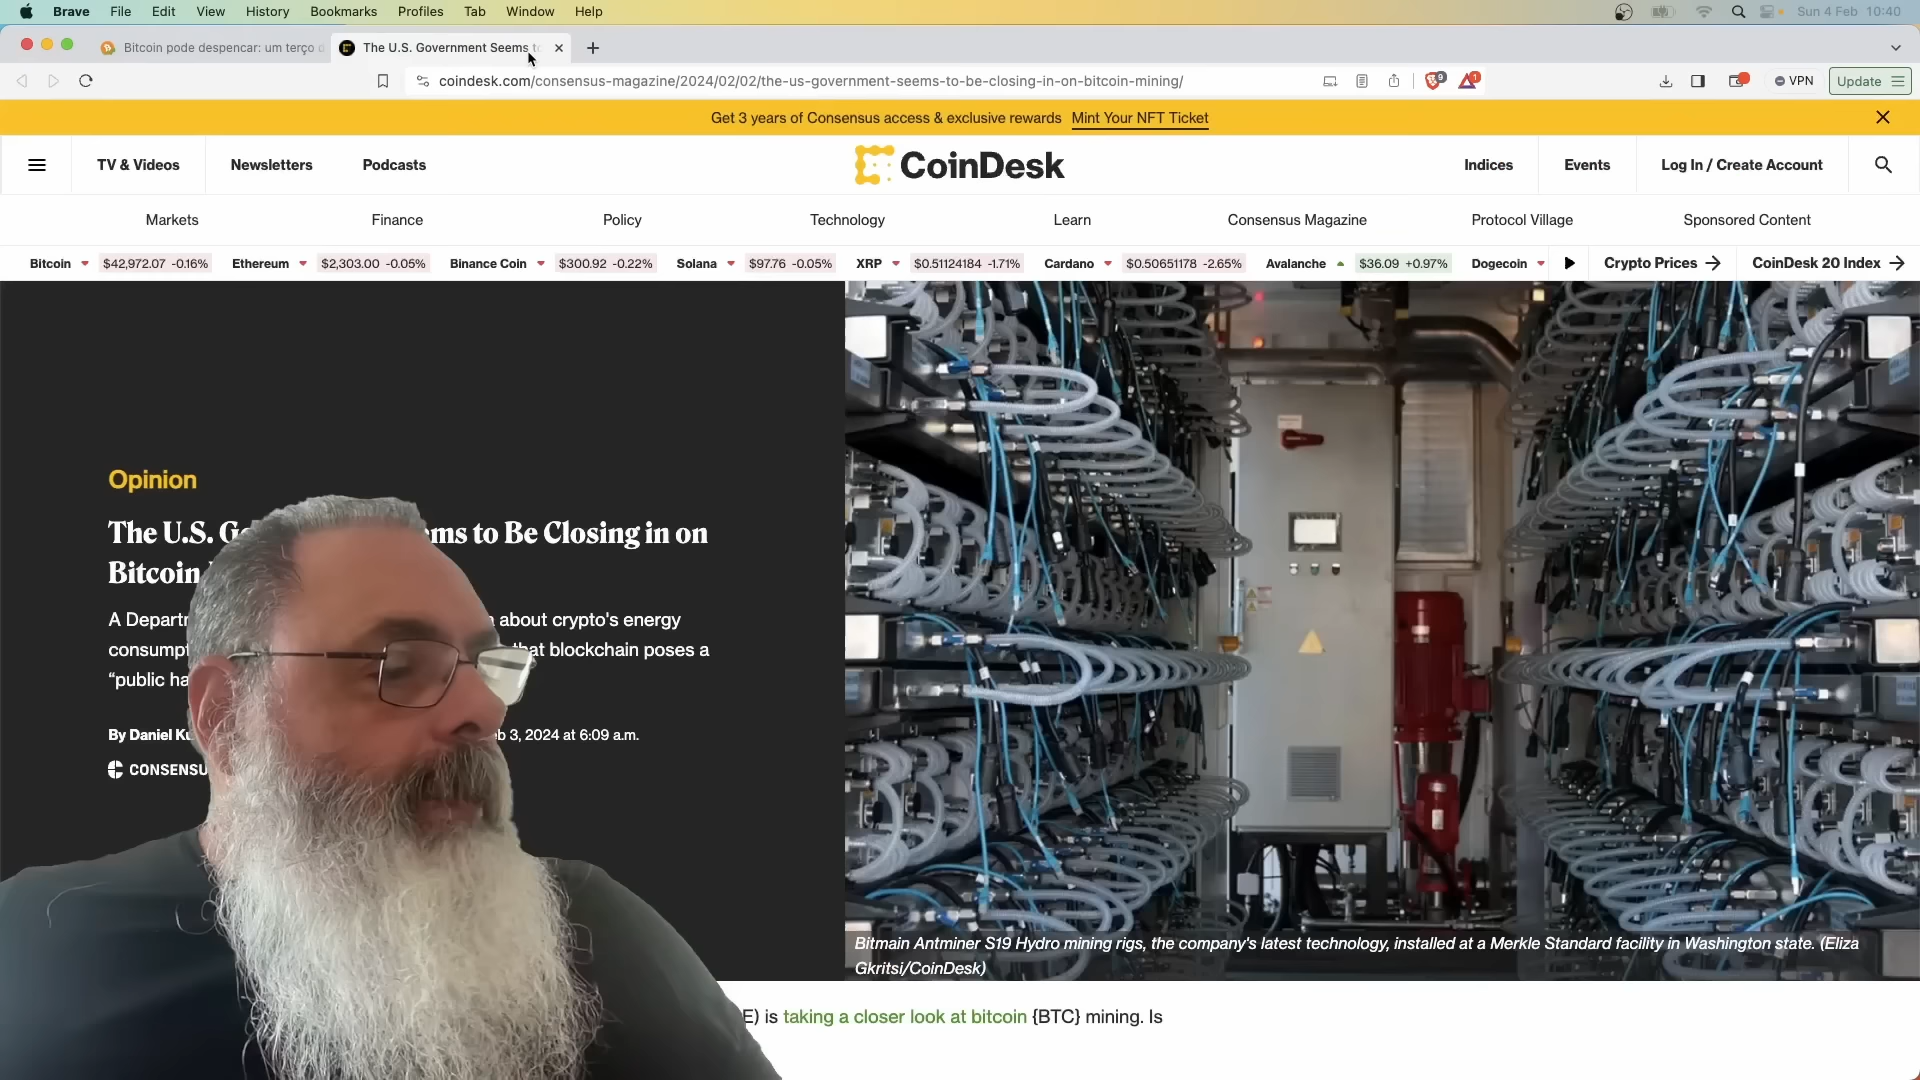 Brave File Edit View History Bookmarks Profiles Tab Window Help Sun 4 Feb 10:40
Bitcoin pode despencar: um terço d
The U.S. Government Seems to
coindesk.com/consensus-magazine/2024/02/02/the-us-government-seems-to-be-closing-in-on-bitcoin-mining/
9 1 VPN Update
Get 3 years of Consensus access & exclusive rewards Mint Your NFT Ticket
TV & Videos Newsletters Podcasts CoinDesk Indices Events Log In / Create Account
Markets Finance Policy Technology Learn Consensus Magazine Protocol Village Sponsored Content
Bitcoin $42,972.07 -0.16% Ethereum $2,303.00 -0.05% Binance Coin $300.92 -0.22% Solana $97.76 -0.05% XRP $0.51124184 -1.71% Cardano $0.50651178 -2.65% Avalanche $36.09 +0.97% Dogecoin Crypto Prices CoinDesk 20 Index
Opinion
The U.S. G ms to Be Closing in on
Bitcoin
A Depart about crypto's energy
consump that blockchain poses a
“public ha
By Daniel Ku b 3, 2024 at 6:09 a.m.
CONSENSU
Bitmain Antminer S19 Hydro mining rigs, the company's latest technology, installed at a Merkle Standard facility in Washington state. (Eliza
Gkritsi/CoinDesk)
E) is taking a closer look at bitcoin {BTC} mining. Is